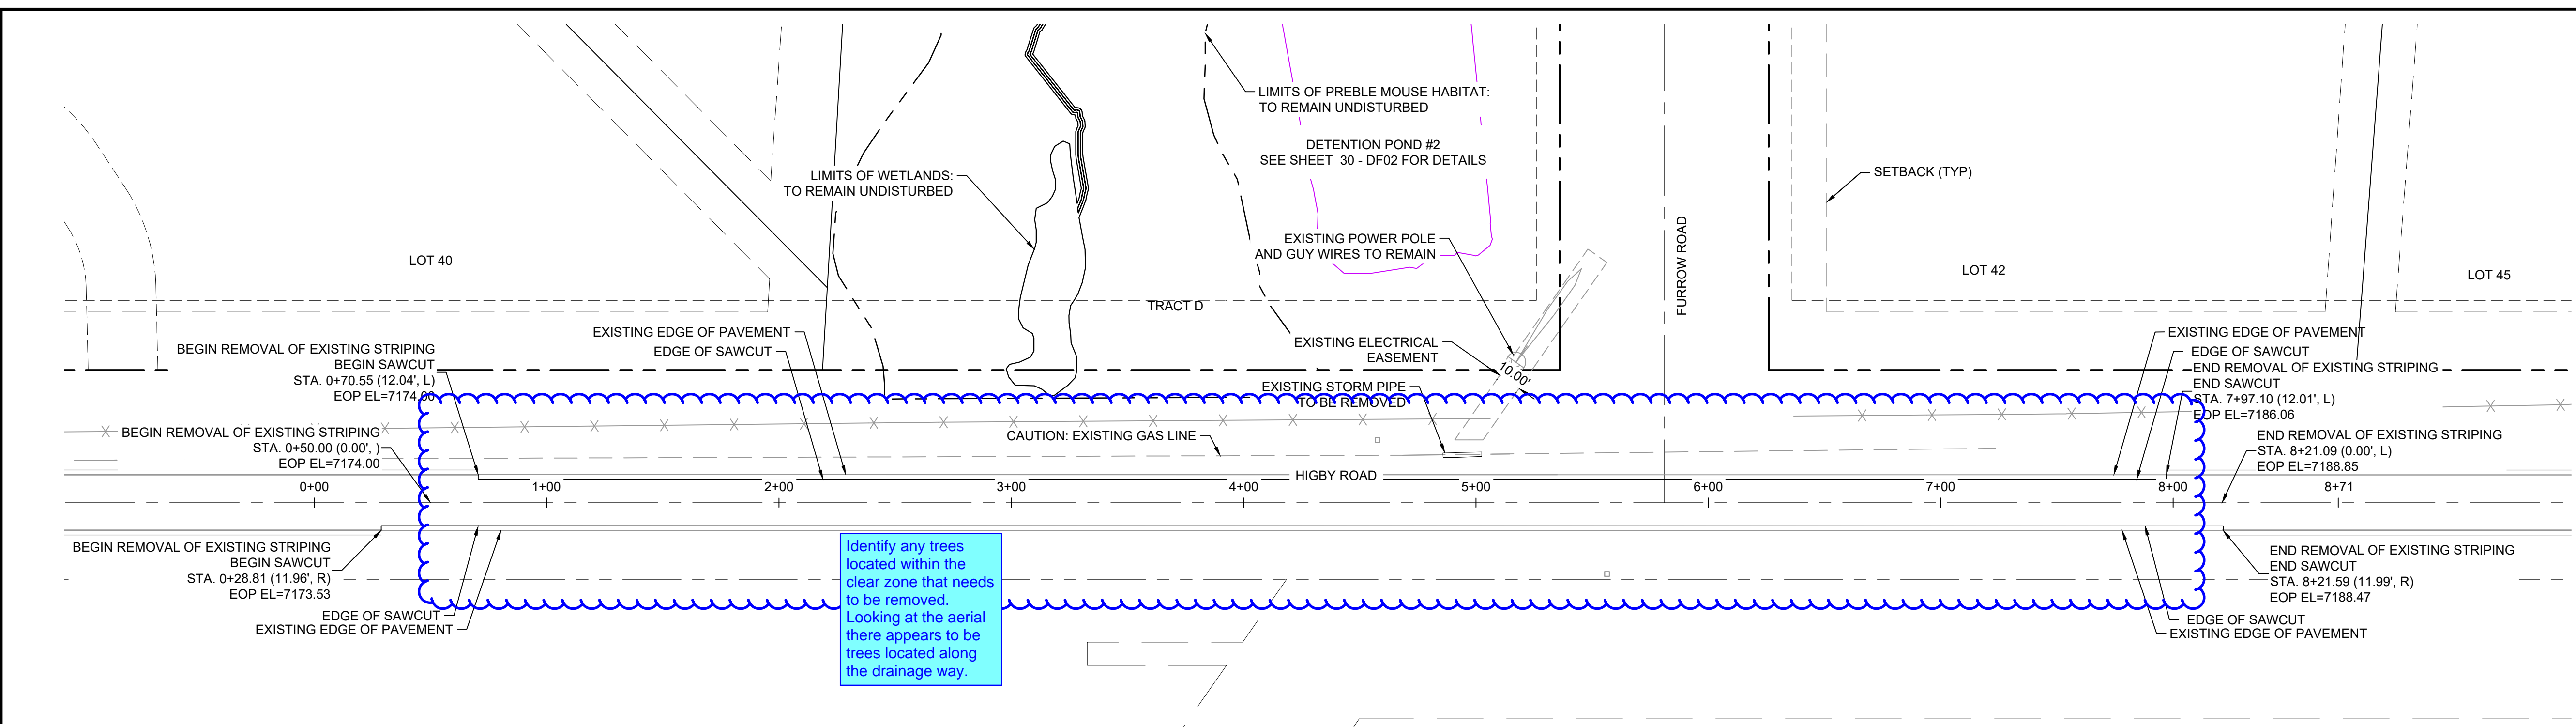 LIMITS OF PREBLE MOUSE HABITAT:
TO REMAIN UNDISTURBED
DETENTION POND #2
SEE SHEET  30 - DF02 FOR DETAILS
LIMITS OF WETLANDS:
TO REMAIN UNDISTURBED
SETBACK (TYP)
EXISTING POWER POLE
AND GUY WIRES TO REMAIN
FURROW ROAD
LOT 40
LOT 42
LOT 45
TRACT D
EXISTING EDGE OF PAVEMENT
EDGE OF SAWCUT
BEGIN REMOVAL OF EXISTING STRIPING
BEGIN SAWCUT
STA. 0+70.55 (12.04', L)
EOP EL=7174.00
EXISTING ELECTRICAL
EASEMENT
10.00'
EXISTING STORM PIPE
TO BE REMOVED
EXISTING EDGE OF PAVEMENT
EDGE OF SAWCUT
END REMOVAL OF EXISTING STRIPING
END SAWCUT
STA. 7+97.10 (12.01', L)
EOP EL=7186.06
BEGIN REMOVAL OF EXISTING STRIPING
STA. 0+50.00 (0.00', )
EOP EL=7174.00
CAUTION: EXISTING GAS LINE
END REMOVAL OF EXISTING STRIPING
STA. 8+21.09 (0.00', L)
EOP EL=7188.85
HIGBY ROAD
0+00 1+00 2+00 3+00 4+00 5+00 6+00 7+00 8+00 8+71
BEGIN REMOVAL OF EXISTING STRIPING
BEGIN SAWCUT
STA. 0+28.81 (11.96', R)
EOP EL=7173.53
EDGE OF SAWCUT
EXISTING EDGE OF PAVEMENT
Identify any trees
located within the
clear zone that needs
to be removed.
Looking at the aerial
there appears to be
trees located along
the drainage way.
END REMOVAL OF EXISTING STRIPING
END SAWCUT
STA. 8+21.59 (11.99', R)
EOP EL=7188.47
EDGE OF SAWCUT
EXISTING EDGE OF PAVEMENT